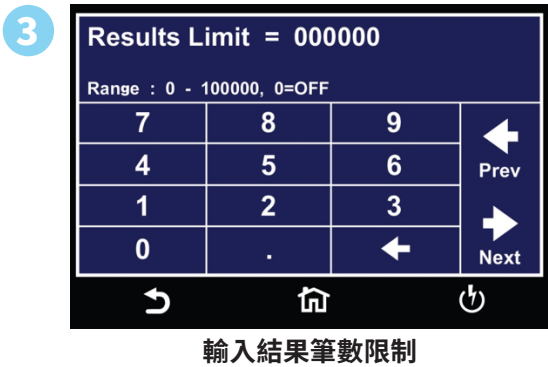 3
Results Limit = 000000
Range : 0 - 100000, 0=OFF
7 8 9
4 5 6 Prev
1 2 3
0 . Next
輸入結果筆數限制